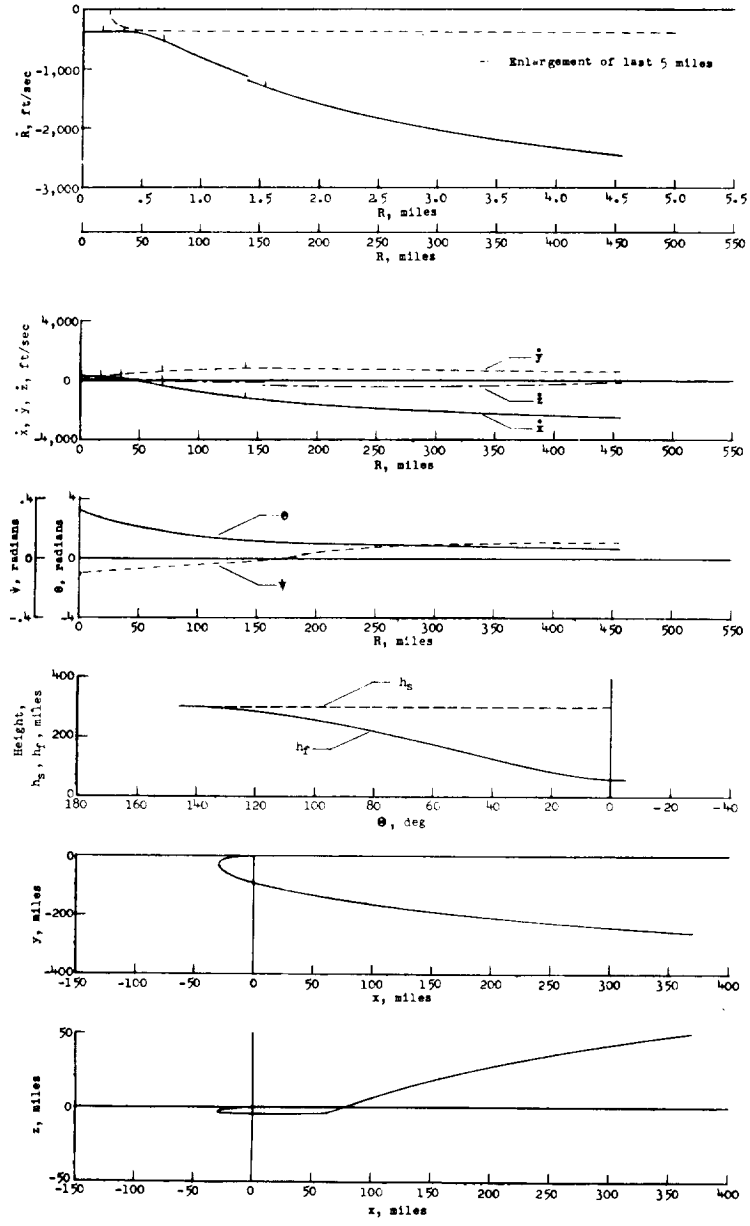 0
-1,000
-2,000
-3,000
Ṙ, ft/sec
-- Enlargement of last 5 miles
0 .5 1.0 1.5 2.0 2.5 3.0 3.5 4.0 4.5 5.0 5.5
R, miles
0 50 100 150 200 250 300 350 400 450 500 550
R, miles
4,000
0
-4,000
ẋ, ẏ, ż, ft/sec
ẏ
ż
ẋ
0 50 100 150 200 250 300 350 400 450 500 550
R, miles
.4
0
-.4
ψ, radians
4
0
-4
θ, radians
θ
ψ
0 50 100 150 200 250 300 350 400 450 500 550
R, miles
400
200
0
Height,
h_s, h_f, miles
h_s
h_f
180 160 140 120 100 80 60 40 20 0 -20 -40
Θ, deg
0
-200
-400
y, miles
-150 -100 -50 0 50 100 150 200 250 300 350 400
x, miles
50
0
-50
z, miles
-150 -100 -50 0 50 100 150 200 250 300 350 400
x, miles